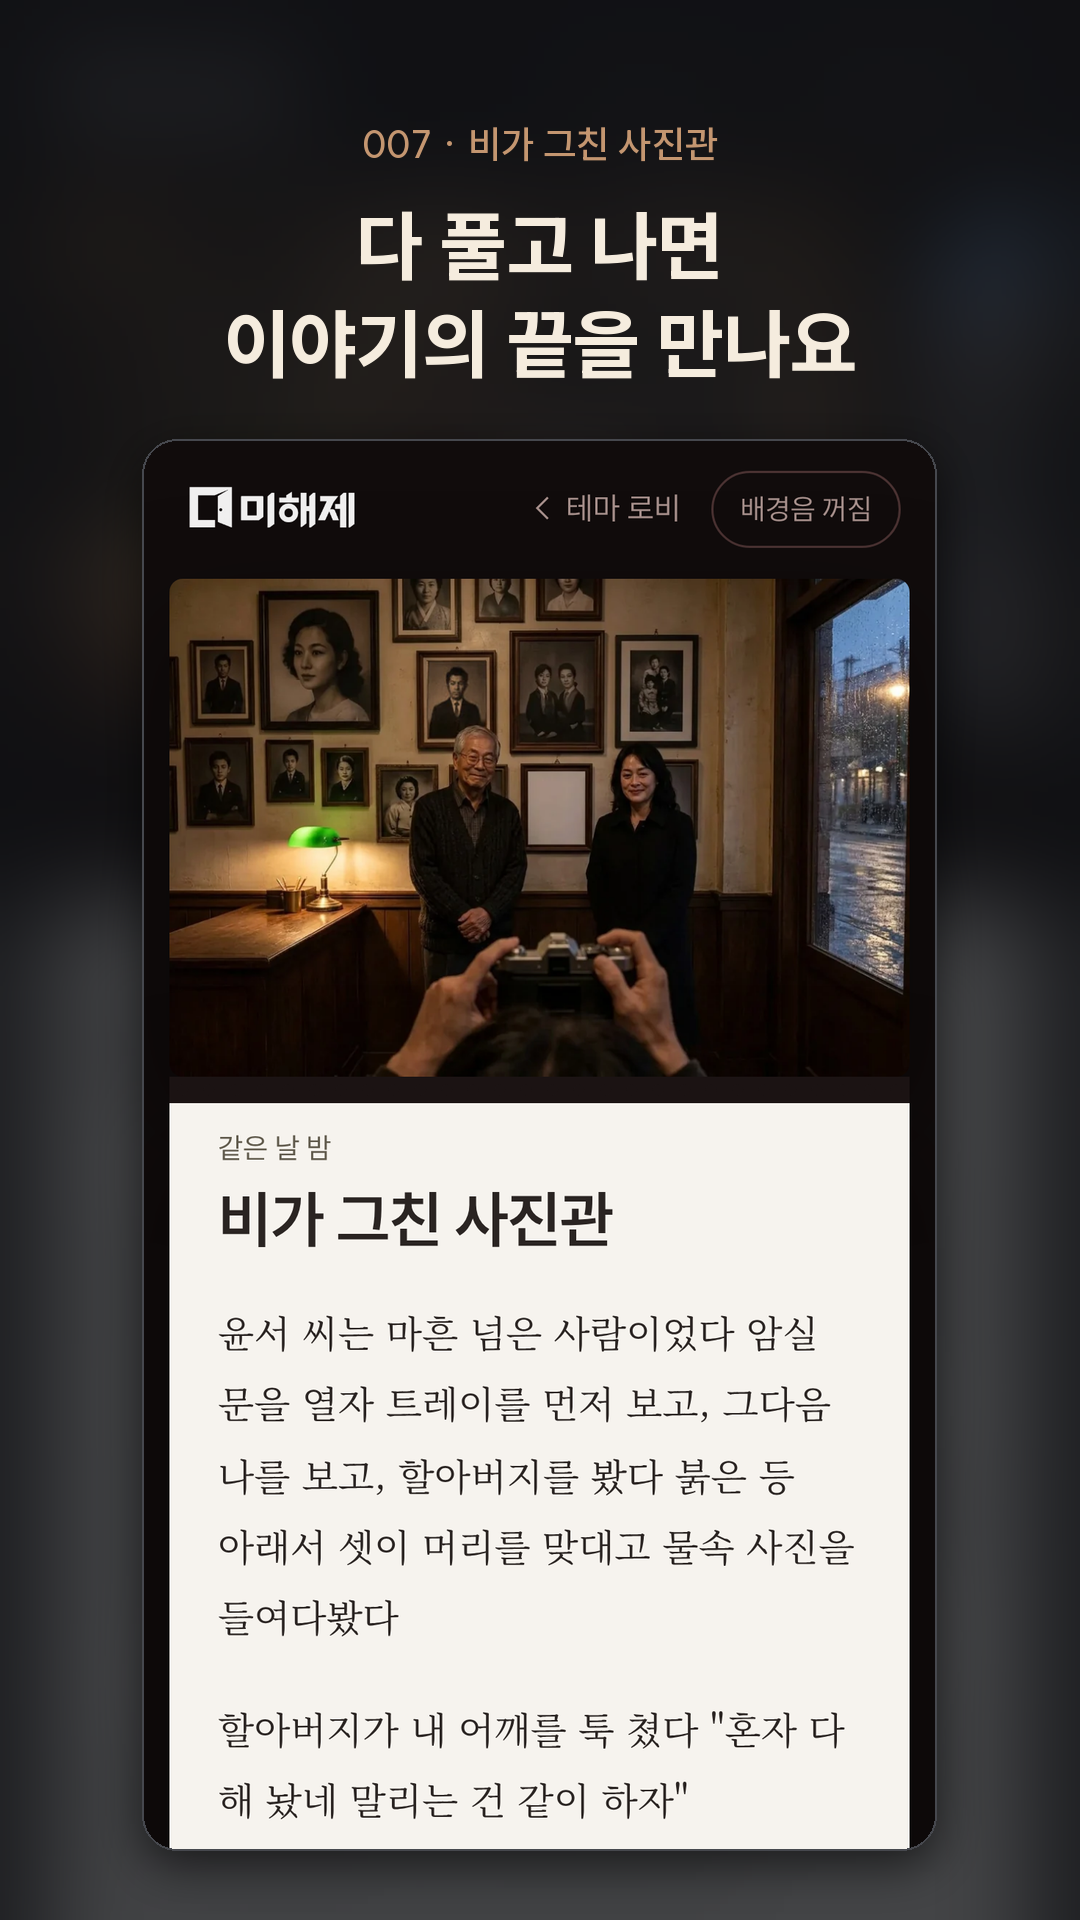 007 · 비가 그친 사진관
다 풀고 나면
이야기의 끝을 만나요
미해제
테마 로비
배경음 꺼짐
같은 날 밤
비가 그친 사진관
윤서 씨는 마흔 넘은 사람이었다 암실
문을 열자 트레이를 먼저 보고, 그다음
나를 보고, 할아버지를 봤다 붉은 등
아래서 셋이 머리를 맞대고 물속 사진을
들여다봤다
할아버지가 내 어깨를 툭 쳤다 "혼자 다
해 놨네 말리는 건 같이 하자"